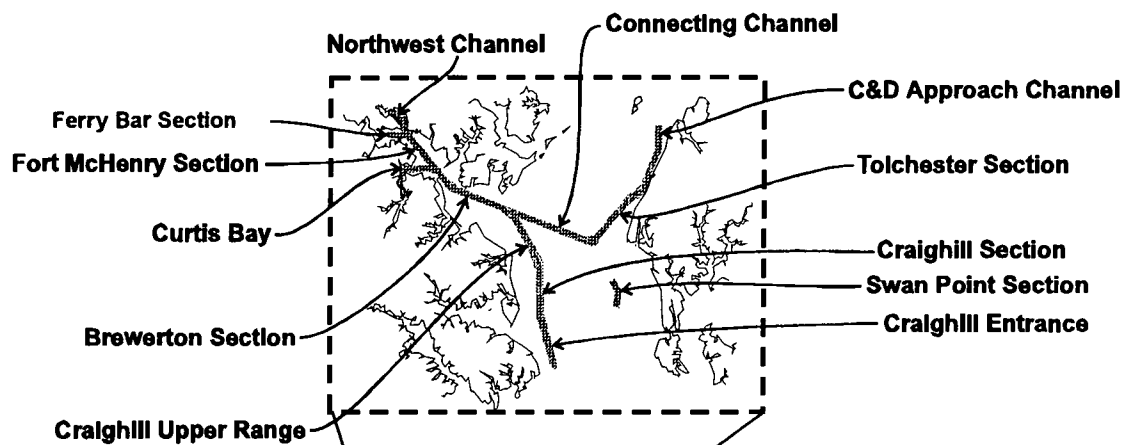 Connecting Channel
Northwest Channel
C&D Approach Channel
Ferry Bar Section
Fort McHenry Section
Tolchester Section
Curtis Bay
Craighill Section
Swan Point Section
Craighill Entrance
Brewerton Section
Craighill Upper Range